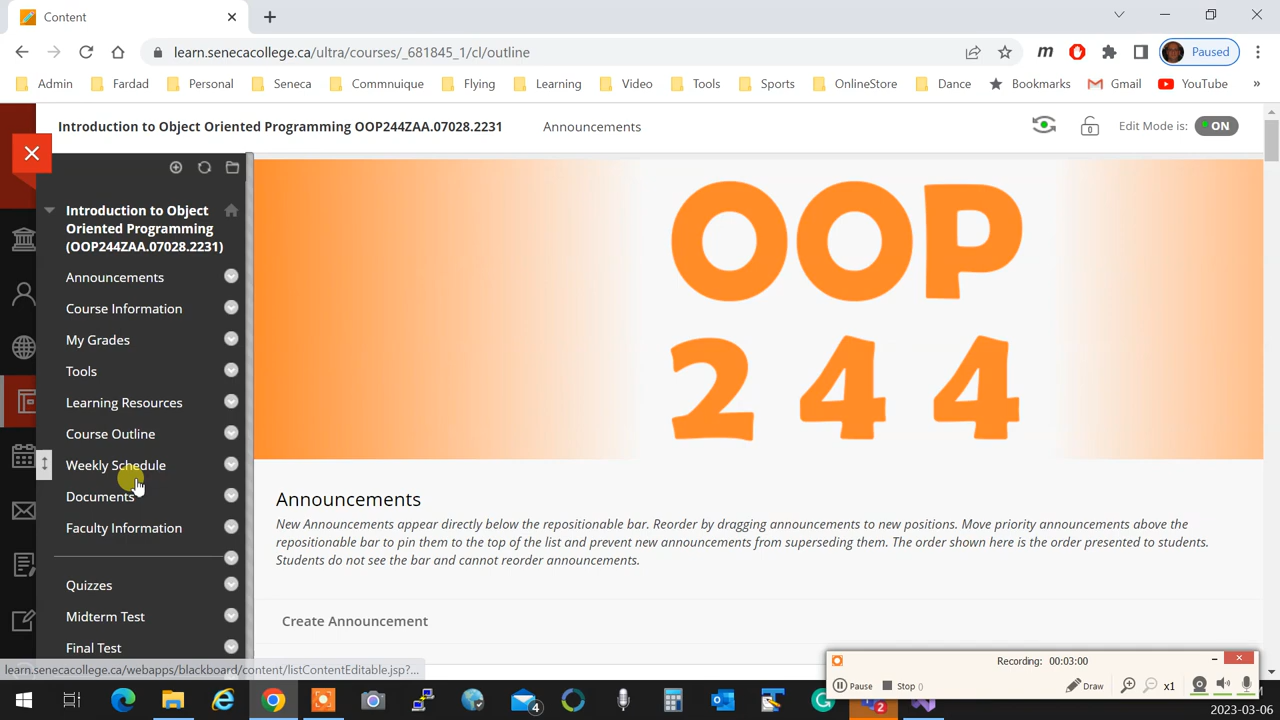 Content
learn.senecacollege.ca/ultra/courses/_681845_1/cl/outline
m
Paused
Admin
Fardad
Personal
Seneca
Commnuique
Flying
Learning
Video
Tools
Sports
OnlineStore
Dance
Bookmarks
Gmail
YouTube
»
Introduction to Object Oriented Programming OOP244ZAA.07028.2231
Announcements
Edit Mode is:
ON
Introduction to Object
Oriented Programming
(OOP244ZAA.07028.2231)
Announcements
Course Information
My Grades
Tools
Learning Resources
Course Outline
Weekly Schedule
Documents
Faculty Information
Quizzes
Midterm Test
Final Test
OOP
244
Announcements
New Announcements appear directly below the repositionable bar. Reorder by dragging announcements to new positions. Move priority announcements above the
repositionable bar to pin them to the top of the list and prevent new announcements from superseding them. The order shown here is the order presented to students.
Students do not see the bar and cannot reorder announcements.
Create Announcement
learn.senecacollege.ca/webapps/blackboard/content/listContentEditable.jsp?...
Recording: 00:03:00
Pause
Stop ()
Draw
x1
4
2
2023-03-06